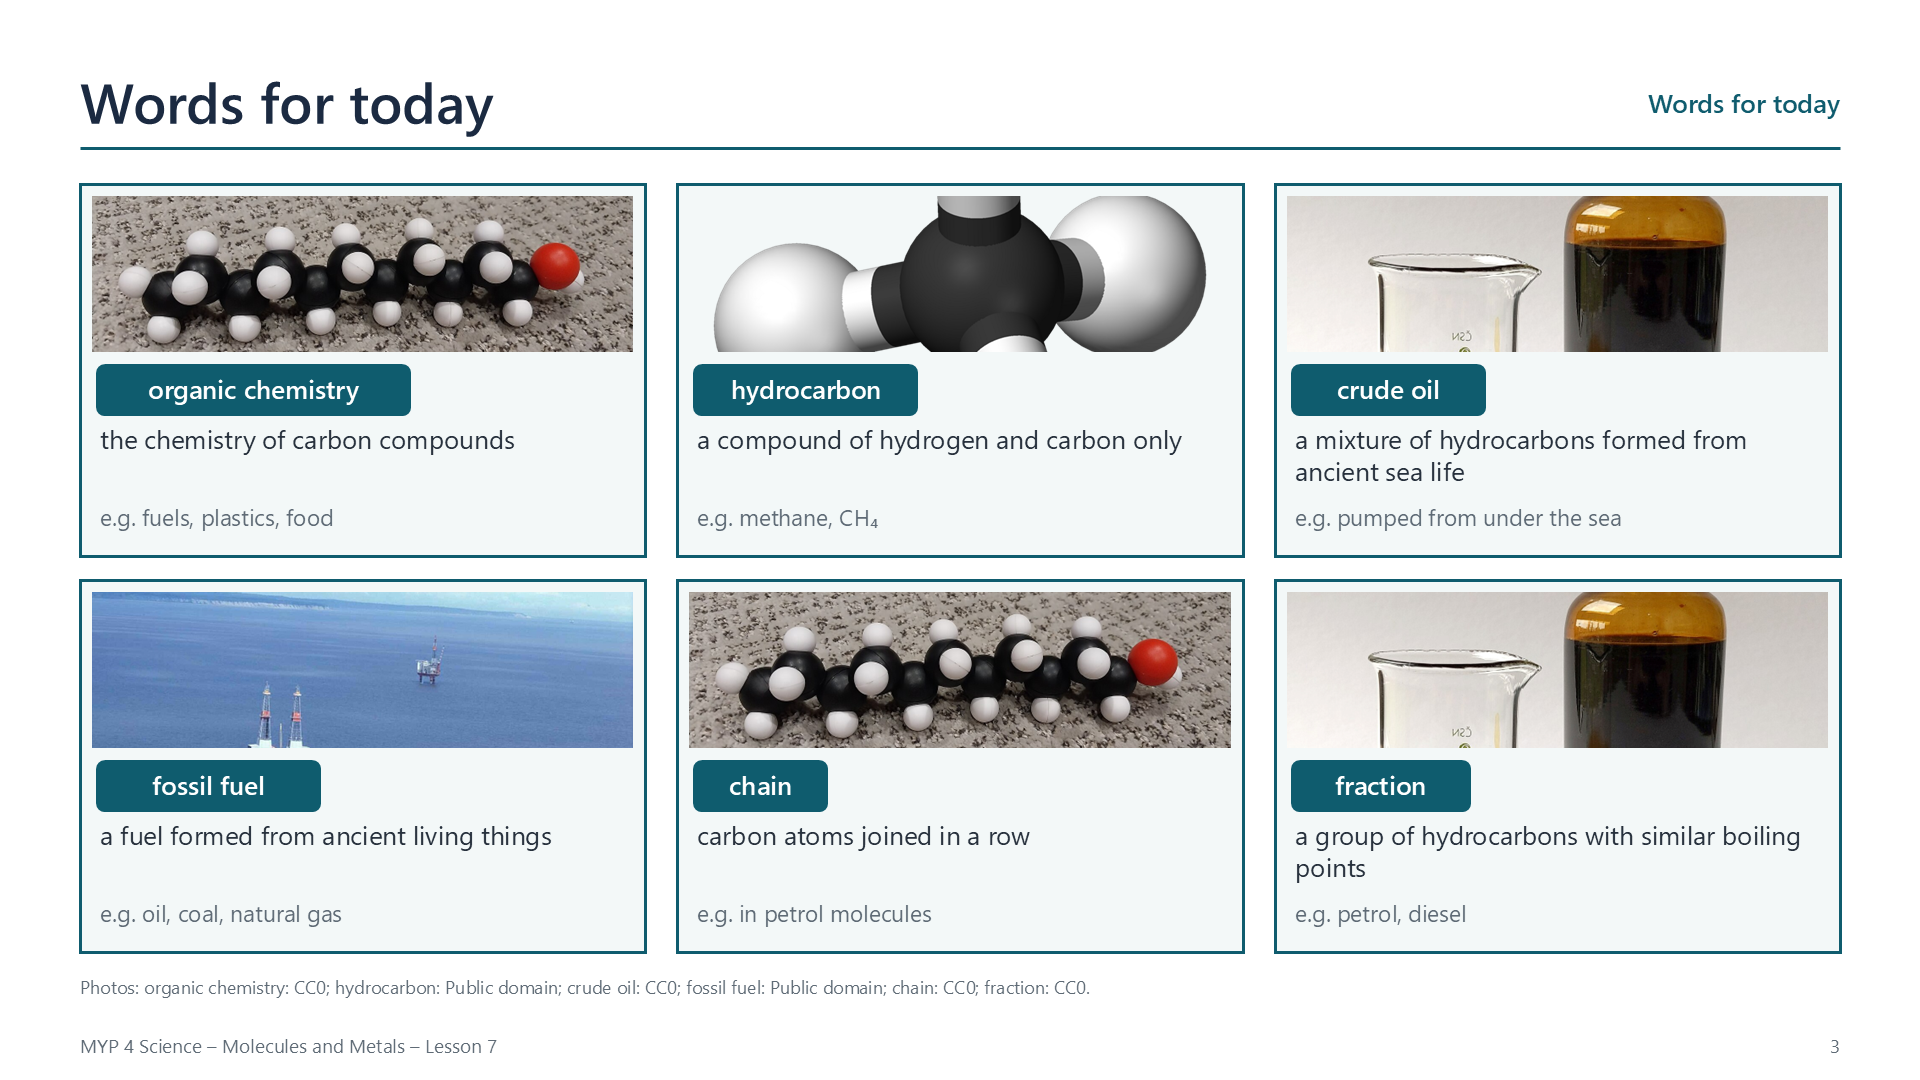 Words for today
Words for today
organic chemistry
the chemistry of carbon compounds
e.g. fuels, plastics, food
hydrocarbon
a compound of hydrogen and carbon only
e.g. methane, CH₄
crude oil
a mixture of hydrocarbons formed from
ancient sea life
e.g. pumped from under the sea
fossil fuel
a fuel formed from ancient living things
e.g. oil, coal, natural gas
chain
carbon atoms joined in a row
e.g. in petrol molecules
fraction
a group of hydrocarbons with similar boiling
points
e.g. petrol, diesel
Photos: organic chemistry: CC0; hydrocarbon: Public domain; crude oil: CC0; fossil fuel: Public domain; chain: CC0; fraction: CC0.
MYP 4 Science – Molecules and Metals – Lesson 7
3